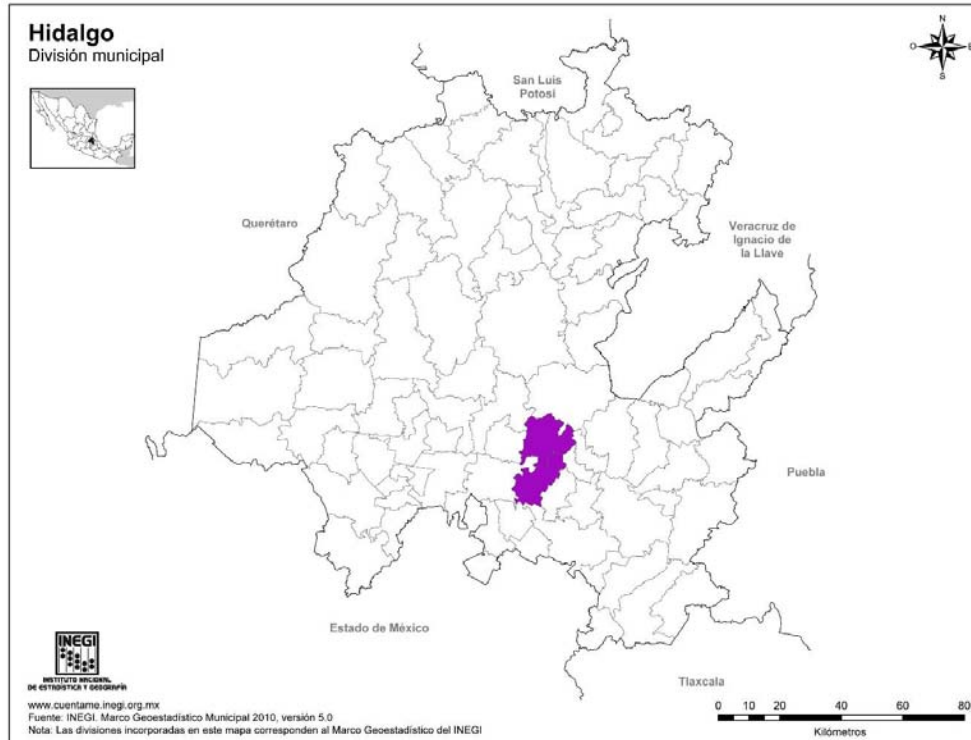 Hidalgo
División municipal
N
O
E
S
San Luis
Potosí
Querétaro
Veracruz de
Ignacio de
la Llave
Puebla
Estado de México
Tlaxcala
INEGI
INSTITUTO NACIONAL
DE ESTADÍSTICA Y GEOGRAFÍA
www.cuentame.inegi.org.mx
Fuente: INEGI. Marco Geoestadístico Municipal 2010, versión 5.0
Nota: Las divisiones incorporadas en este mapa corresponden al Marco Geoestadístico del INEGI
0 10 20 40 60 80
Kilómetros